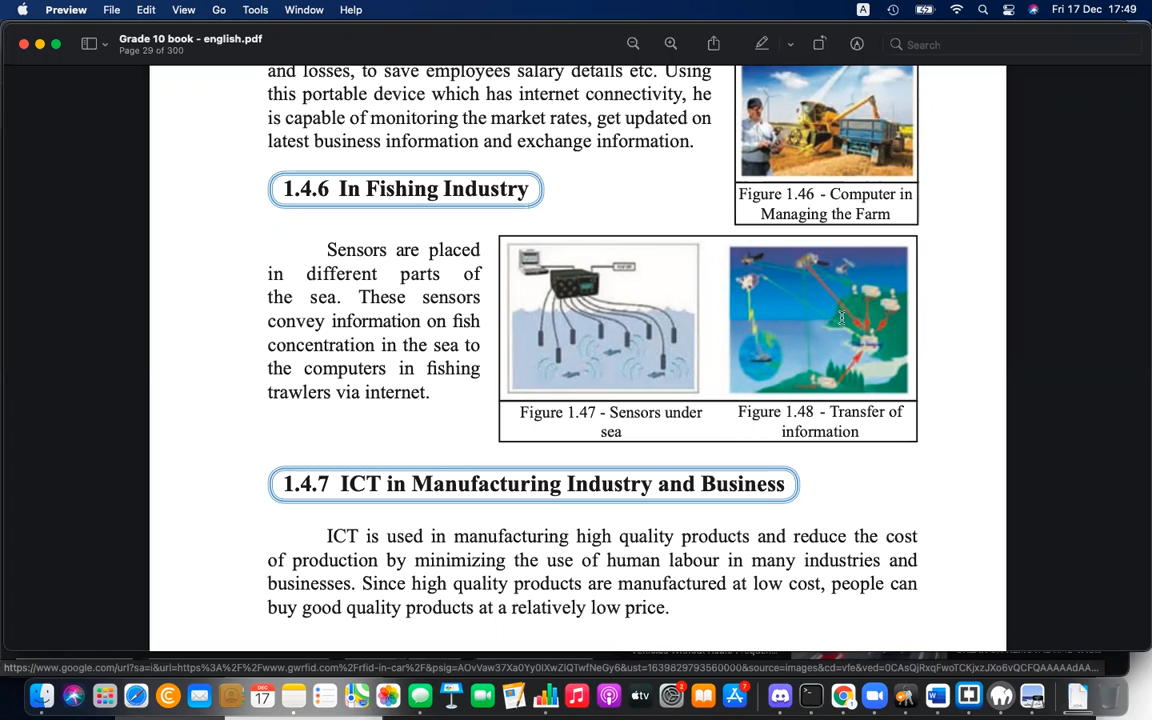 Preview File Edit View Go Tools Window Help A Fri 17 Dec 17:49
Grade 10 book - english.pdf
Page 29 of 300
Search
and losses, to save employees salary details etc. Using
this portable device which has internet connectivity, he
is capable of monitoring the market rates, get updated on
latest business information and exchange information.
Figure 1.46 - Computer in
Managing the Farm
1.4.6 In Fishing Industry
Sensors are placed
in different parts of
the sea. These sensors
convey information on fish
concentration in the sea to
the computers in fishing
trawlers via internet.
Figure 1.47 - Sensors under
sea
Figure 1.48 - Transfer of
information
1.4.7 ICT in Manufacturing Industry and Business
ICT is used in manufacturing high quality products and reduce the cost
of production by minimizing the use of human labour in many industries and
businesses. Since high quality products are manufactured at low cost, people can
buy good quality products at a relatively low price.
DEC
17
tv
2
7